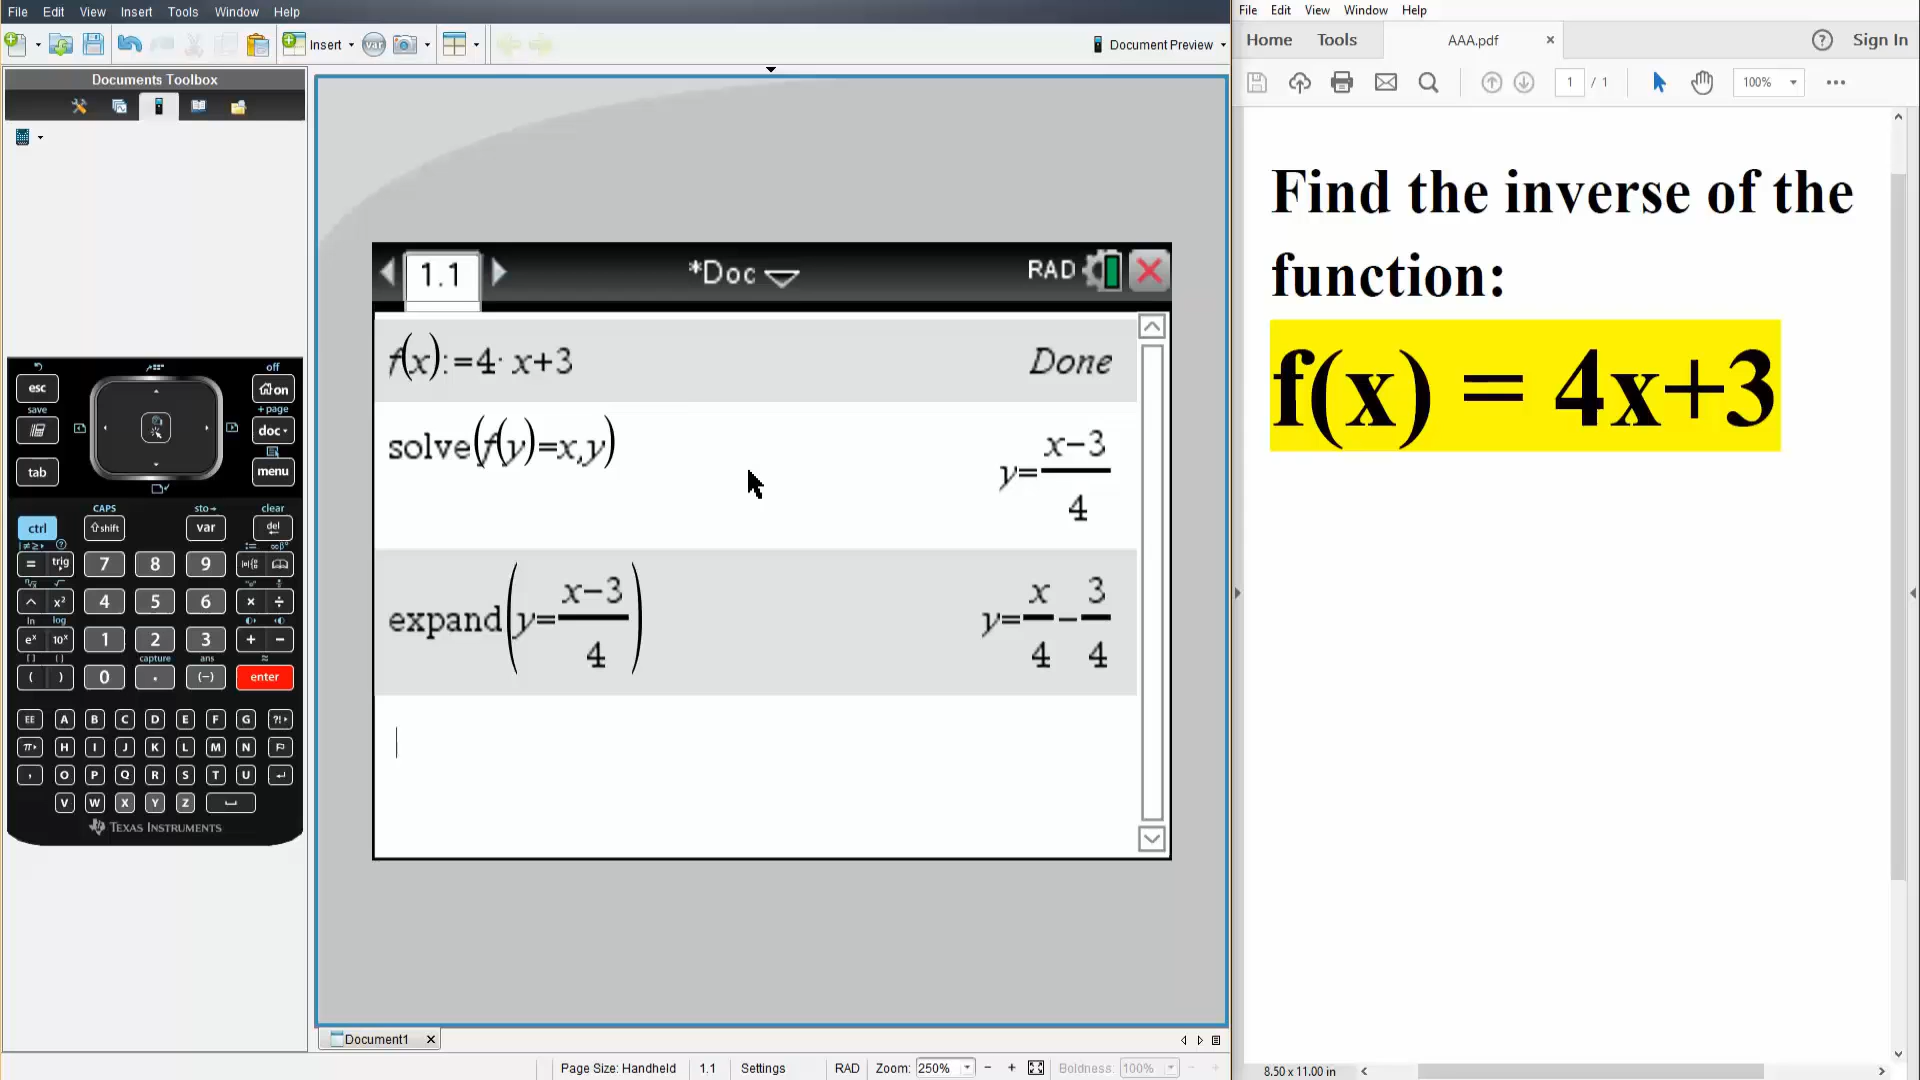 File Edit View Insert Tools Window Help
Insert
Document Preview
Documents Toolbox
off
esc
on
save
+ page
doc
tab
menu
CAPS
sto→
clear
ctrl
shift
var
del
= trig 7 8 9
^ x² 4 5 6 × ÷
ln log
eˣ 10ˣ 1 2 3 + −
[ ] { } capture ans ≈
( ) 0 . (−) enter
EE A B C D E F G ?!
π H I J K L M N
, O P Q R S T U
V W X Y Z
TEXAS INSTRUMENTS
1.1 *Doc RAD
f(x):=4· x+3 Done
solve(f(y)=x,y) y=(x−3)/4
expand(y=(x−3)/4) y=x/4−3/4
Document1
Page Size: Handheld 1.1 Settings RAD Zoom: 250% − + Boldness: 100% − +
File Edit View Window Help
Home Tools AAA.pdf × ? Sign In
1 / 1 100%
Find the inverse of the
function:
f(x) = 4x+3
8.50 x 11.00 in